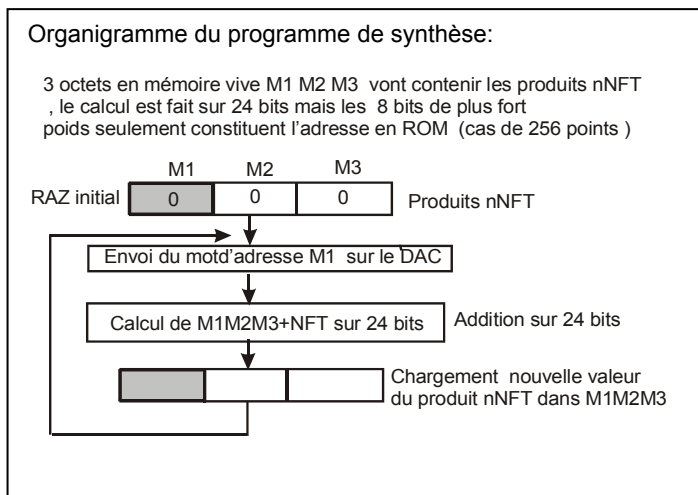 Organigramme du programme de synthèse:
3 octets en mémoire vive M1 M2 M3 vont contenir les produits nNFT
, le calcul est fait sur 24 bits mais les 8 bits de plus fort
poids seulement constituent l'adresse en ROM (cas de 256 points )
M1 M2 M3
RAZ initial 0 0 0 Produits nNFT
Envoi du motd'adresse M1 sur le DAC
Calcul de M1M2M3+NFT sur 24 bits Addition sur 24 bits
Chargement nouvelle valeur
du produit nNFT dans M1M2M3